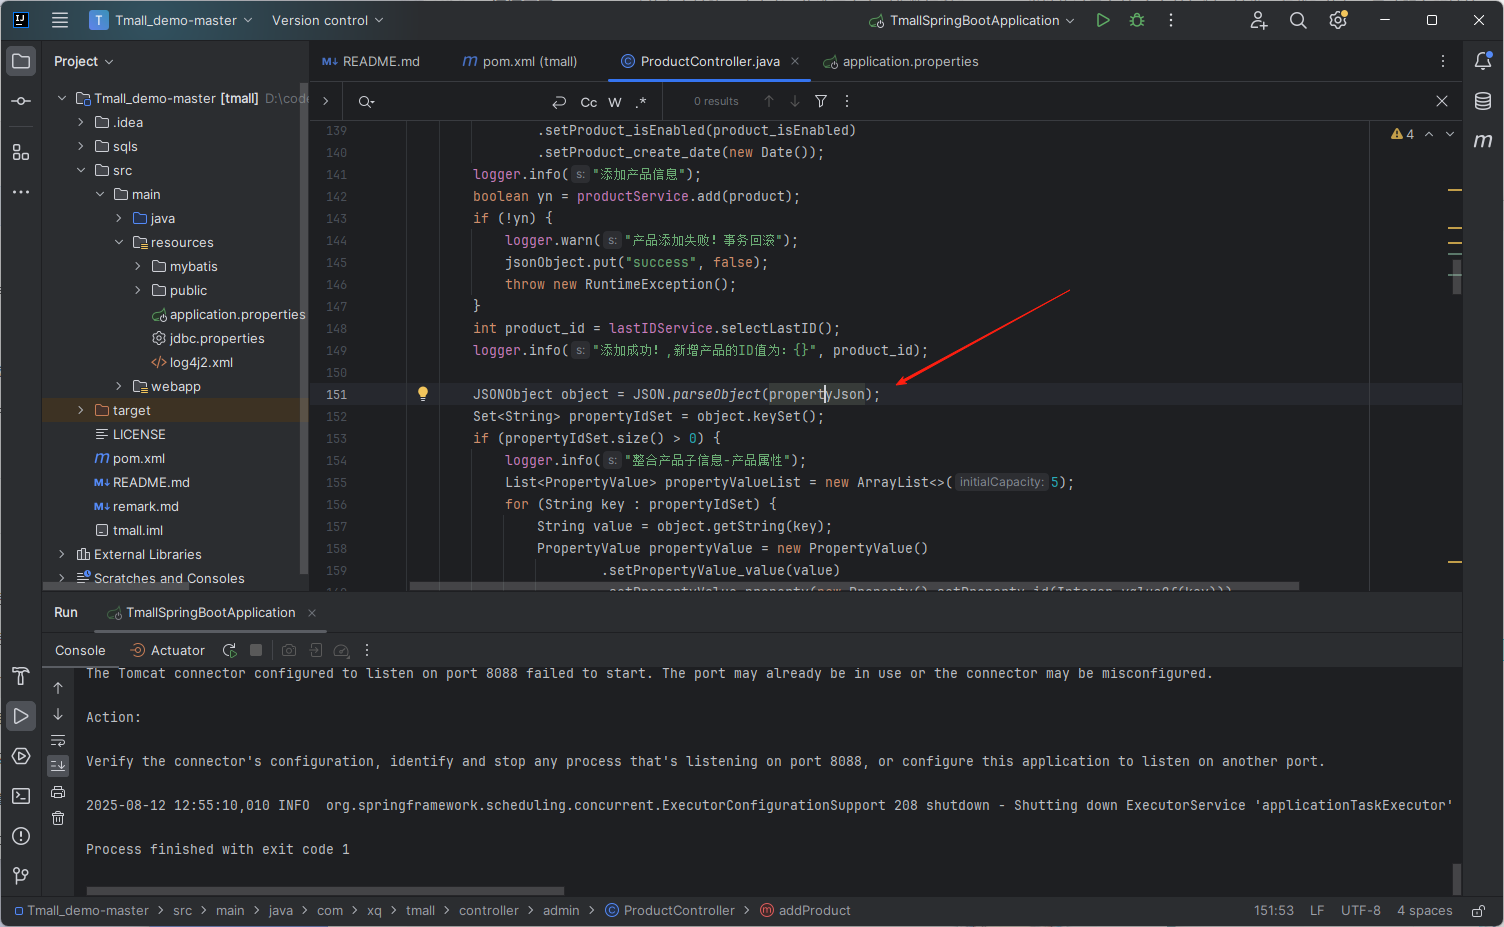 T Tmall_demo-master Version control TmallSpringBootApplication
Project
README.md pom.xml (tmall) ProductController.java application.properties
Cc W .* 0 results
Tmall_demo-master [tmall] D:\code
.idea
sqls
src
main
java
resources
mybatis
public
application.properties
jdbc.properties
log4j2.xml
webapp
target
LICENSE
pom.xml
README.md
remark.md
tmall.iml
External Libraries
Scratches and Consoles
4
139 .setProduct_isEnabled(product_isEnabled)
140 .setProduct_create_date(new Date());
141 logger.info( s: "添加产品信息");
142 boolean yn = productService.add(product);
143 if (!yn) {
144 logger.warn( s: "产品添加失败！事务回滚");
145 jsonObject.put("success", false);
146 throw new RuntimeException();
147 }
148 int product_id = lastIDService.selectLastID();
149 logger.info( s: "添加成功！,新增产品的ID值为：{}", product_id);
150
151 JSONObject object = JSON.parseObject(propertyJson);
152 Set<String> propertyIdSet = object.keySet();
153 if (propertyIdSet.size() > 0) {
154 logger.info( s: "整合产品子信息-产品属性");
155 List<PropertyValue> propertyValueList = new ArrayList<>( initialCapacity: 5);
156 for (String key : propertyIdSet) {
157 String value = object.getString(key);
158 PropertyValue propertyValue = new PropertyValue()
159 .setPropertyValue_value(value)
Run TmallSpringBootApplication
Console Actuator
The Tomcat connector configured to listen on port 8088 failed to start. The port may already be in use or the connector may be misconfigured.
Action:
Verify the connector's configuration, identify and stop any process that's listening on port 8088, or configure this application to listen on another port.
2025-08-12 12:55:10,010 INFO  org.springframework.scheduling.concurrent.ExecutorConfigurationSupport 208 shutdown - Shutting down ExecutorService 'applicationTaskExecutor'
Process finished with exit code 1
Tmall_demo-master > src > main > java > com > xq > tmall > controller > admin > ProductController > addProduct 151:53 LF UTF-8 4 spaces